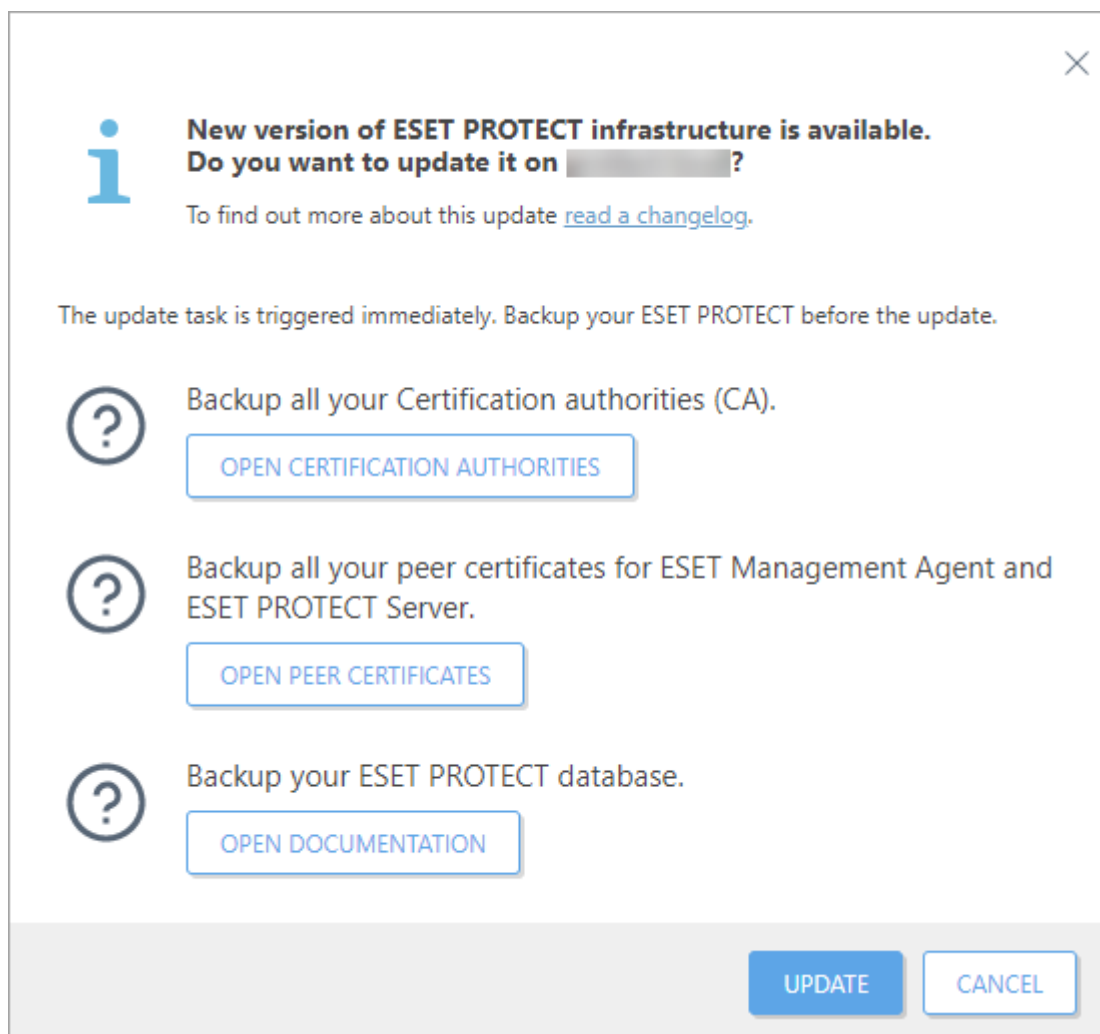 New version of ESET PROTECT infrastructure is available.
Do you want to update it on ?
To find out more about this update read a changelog.
The update task is triggered immediately. Backup your ESET PROTECT before the update.
Backup all your Certification authorities (CA).
OPEN CERTIFICATION AUTHORITIES
Backup all your peer certificates for ESET Management Agent and
ESET PROTECT Server.
OPEN PEER CERTIFICATES
Backup your ESET PROTECT database.
OPEN DOCUMENTATION
UPDATE
CANCEL